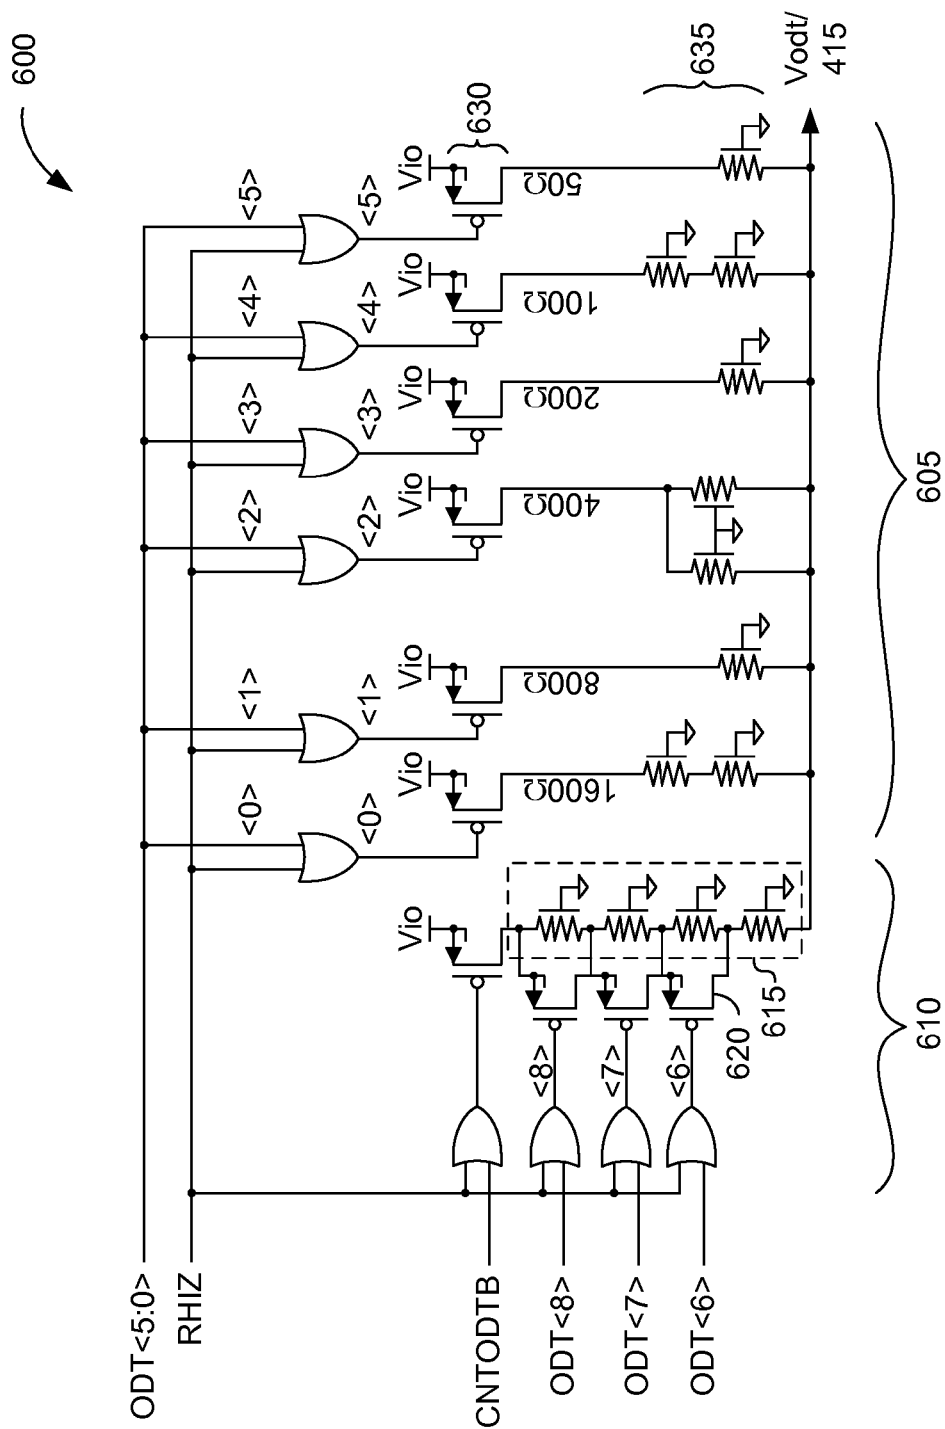 600
ODT<5:0>
RHIZ
<0>
<1>
<2>
<3>
<4>
<5>
<0>
<1>
<2>
<3>
<4>
<5>
Vio
Vio
Vio
Vio
Vio
Vio
Vio
630
CNTODTB
1600Ω
800Ω
400Ω
200Ω
100Ω
50Ω
ODT<8>
<8>
ODT<7>
<7>
ODT<6>
<6>
620
615
635
Vodt/
415
610
605